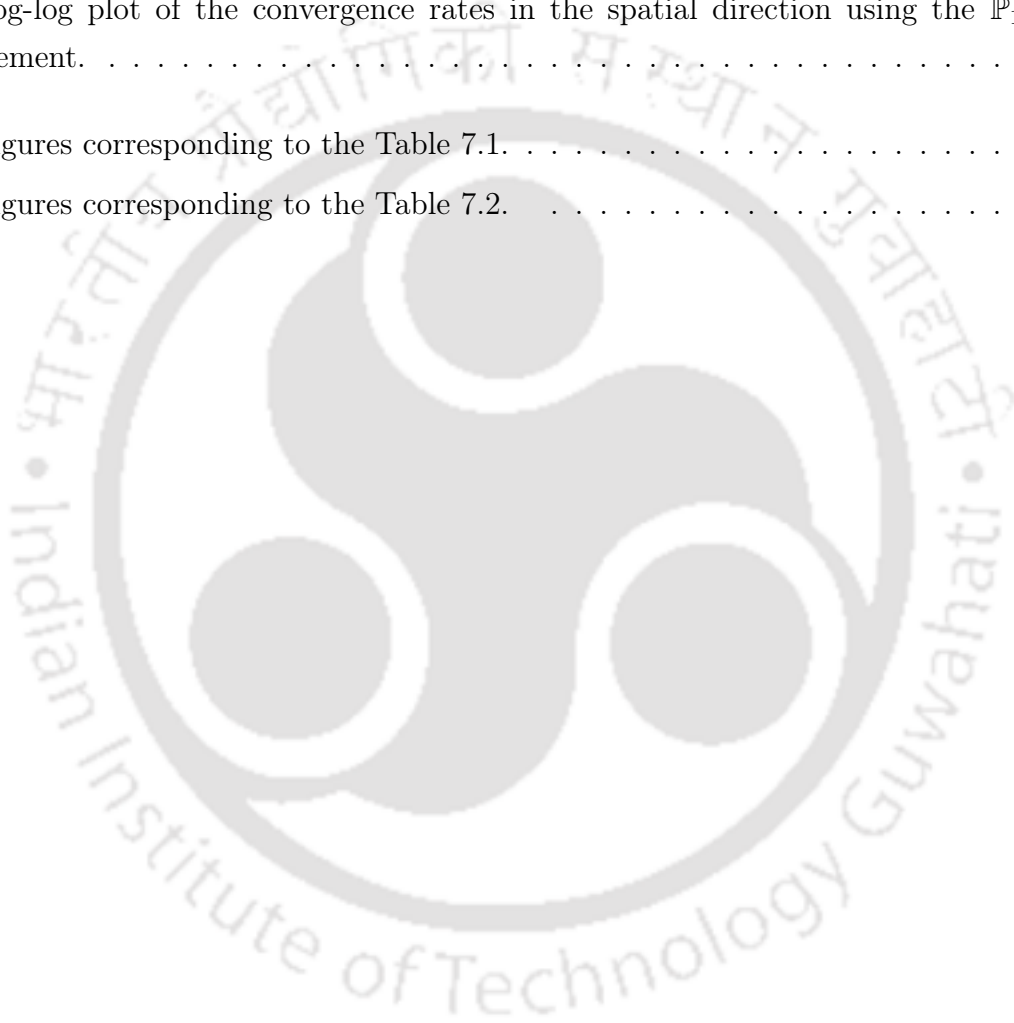 og-log plot of the convergence rates in the spatial direction using the ℙ
ement. . . . . . . . . . . . . . . . . . . . . . . . . . . . . . . . . . . . . .
gures corresponding to the Table 7.1. . . . . . . . . . . . . . . . . . . . .
gures corresponding to the Table 7.2. . . . . . . . . . . . . . . . . . . .
भारतीय प्रौद्योगिकी संस्थान गुवाहाटी
• Indian Institute of Technology Guwahati •